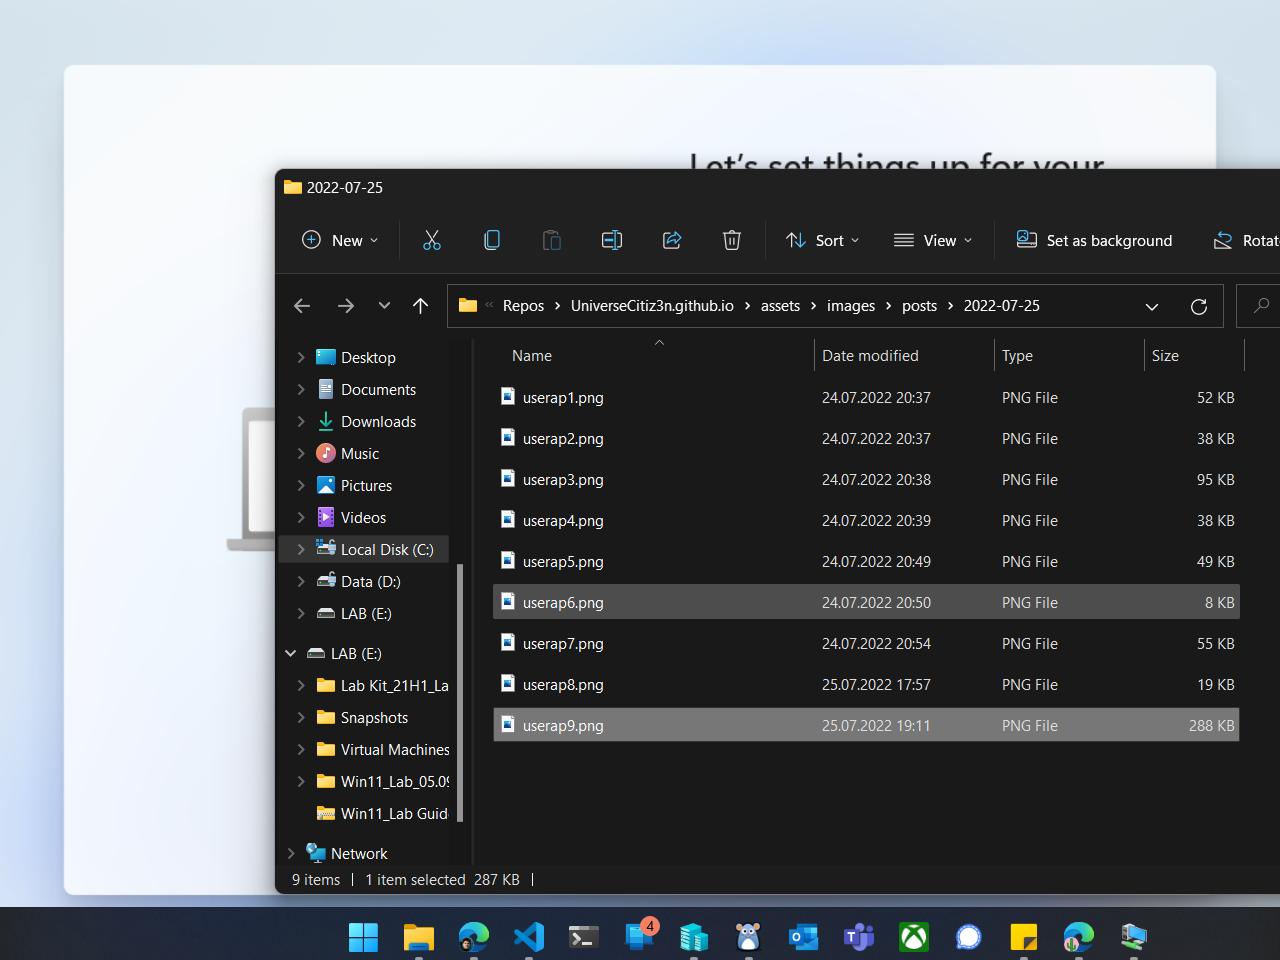 Let's set things up for your
2022-07-25
New
Sort
View
Set as background
Rotat
« Repos > UniverseCitiz3n.github.io > assets > images > posts > 2022-07-25
Name Date modified Type Size
userap1.png 24.07.2022 20:37 PNG File 52 KB
userap2.png 24.07.2022 20:37 PNG File 38 KB
userap3.png 24.07.2022 20:38 PNG File 95 KB
userap4.png 24.07.2022 20:39 PNG File 38 KB
userap5.png 24.07.2022 20:49 PNG File 49 KB
userap6.png 24.07.2022 20:50 PNG File 8 KB
userap7.png 24.07.2022 20:54 PNG File 55 KB
userap8.png 25.07.2022 17:57 PNG File 19 KB
userap9.png 25.07.2022 19:11 PNG File 288 KB
Desktop
Documents
Downloads
Music
Pictures
Videos
Local Disk (C:)
Data (D:)
LAB (E:)
LAB (E:)
Lab Kit_21H1_La
Snapshots
Virtual Machines
Win11_Lab_05.09
Win11_Lab Guid
Network
9 items | 1 item selected 287 KB |
4